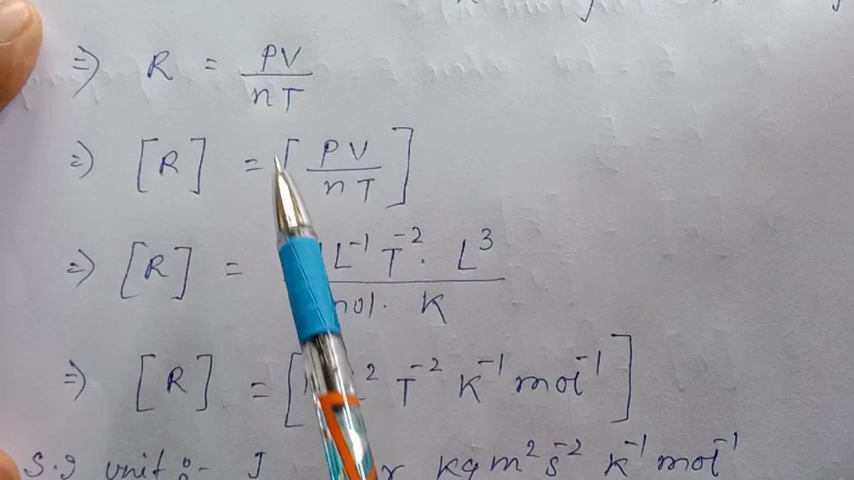 ⇒ R = PV/nT
⇒ [R] = [PV/nT]
⇒ [R] = L⁻¹ T⁻² · L³ / mol · K
⇒ [R] = [ ² T⁻² K⁻¹ mol⁻¹]
S.I unit :- J r kg m² s⁻² K⁻¹ mol⁻¹